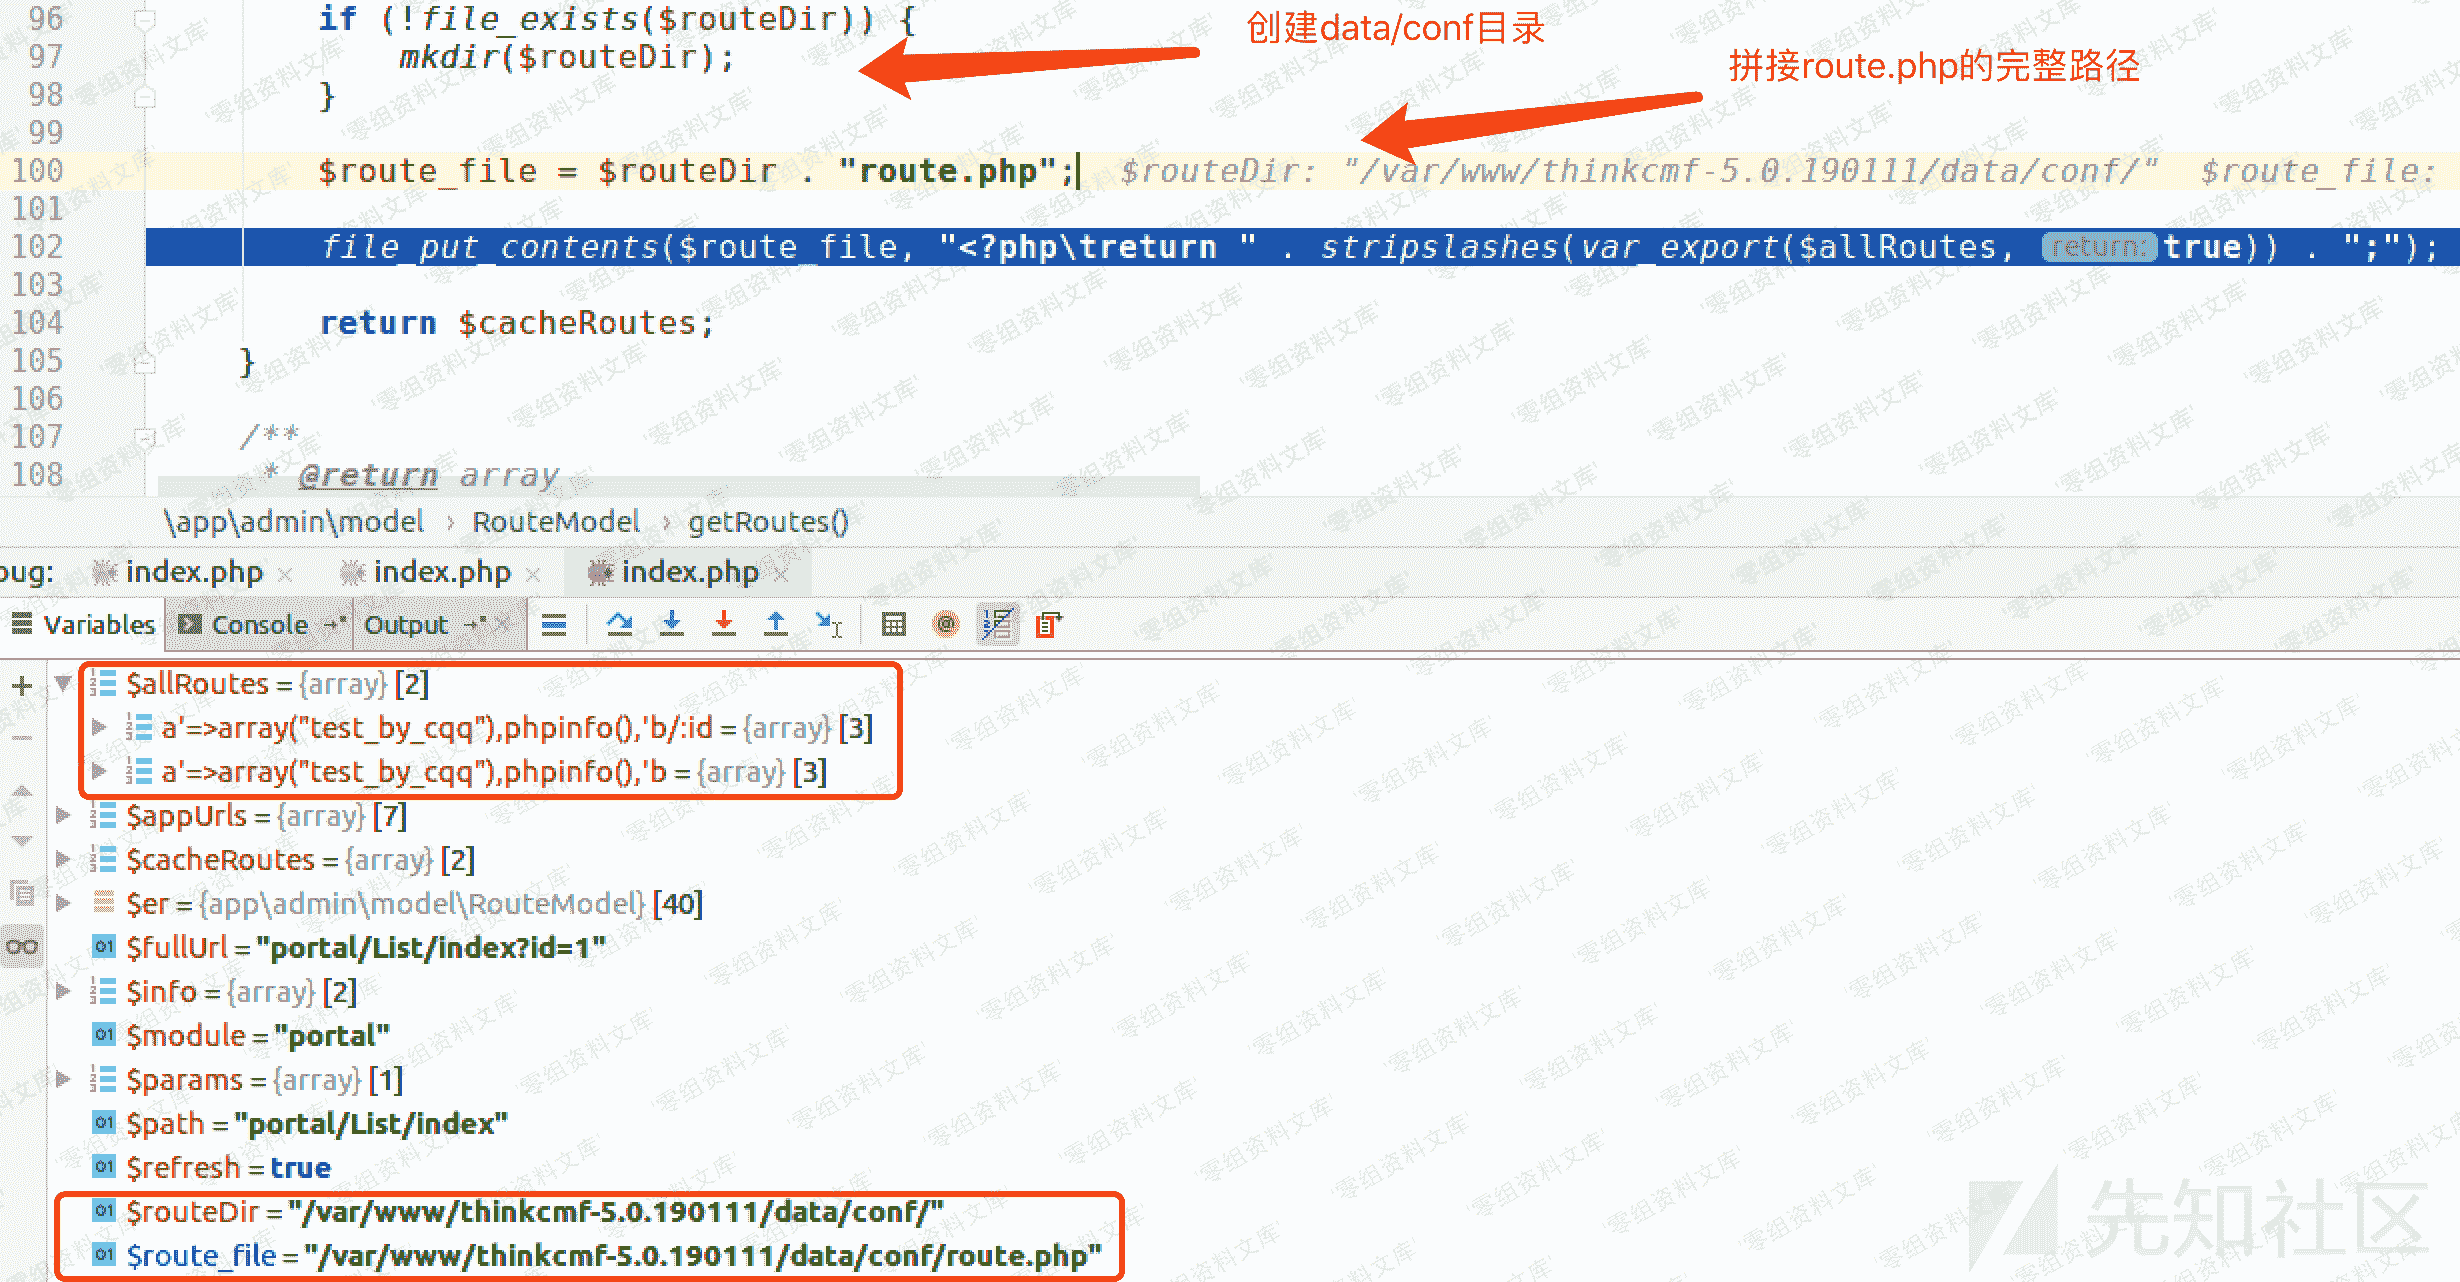 创建data/conf目录
拼接route.php的完整路径
96 if (!file_exists($routeDir)) {
97 mkdir($routeDir);
98 }
99
100 $route_file = $routeDir . "route.php"; $routeDir: "/var/www/thinkcmf-5.0.190111/data/conf/" $route_file:
101
102 file_put_contents($route_file, "<?php\treturn " . stripslashes(var_export($allRoutes, return: true)) . ";");
103
104 return $cacheRoutes;
105 }
106
107 /**
108 * @return array
\app\admin\model › RouteModel › getRoutes()
bug: index.php × index.php × index.php ×
Variables Console Output
$allRoutes = {array} [2]
a'=>array("test_by_cqq"),phpinfo(),'b/:id = {array} [3]
a'=>array("test_by_cqq"),phpinfo(),'b = {array} [3]
$appUrls = {array} [7]
$cacheRoutes = {array} [2]
$er = {app\admin\model\RouteModel} [40]
$fullUrl = "portal/List/index?id=1"
$info = {array} [2]
$module = "portal"
$params = {array} [1]
$path = "portal/List/index"
$refresh = true
$routeDir = "/var/www/thinkcmf-5.0.190111/data/conf/"
$route_file = "/var/www/thinkcmf-5.0.190111/data/conf/route.php"
先知社区
'零组资料文库'